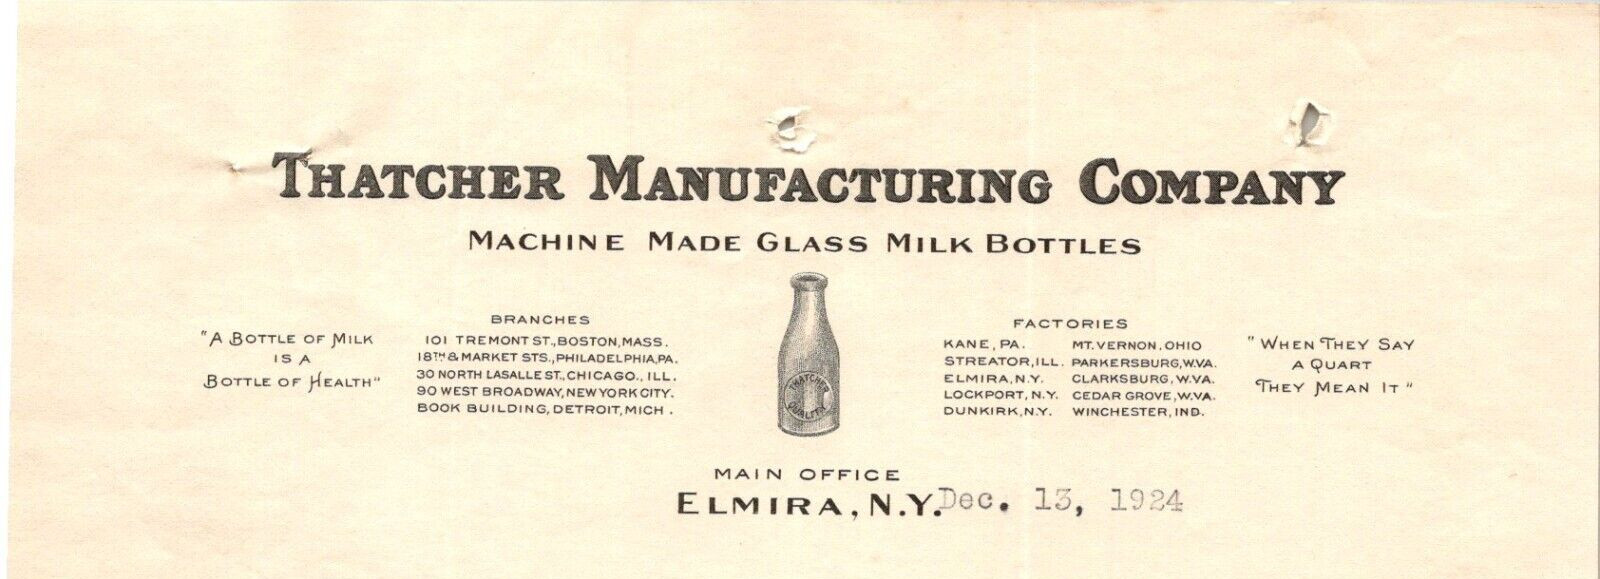 THATCHER MANUFACTURING COMPANY
MACHINE MADE GLASS MILK BOTTLES
"A BOTTLE OF MILK
IS A
BOTTLE OF HEALTH"
BRANCHES
101 TREMONT ST., BOSTON, MASS.
18TH & MARKET STS., PHILADELPHIA, PA.
30 NORTH LASALLE ST., CHICAGO., ILL.
90 WEST BROADWAY, NEW YORK CITY.
BOOK BUILDING, DETROIT, MICH.
THATCHER
QUALITY
FACTORIES
KANE, PA. MT. VERNON, OHIO
STREATOR, ILL. PARKERSBURG, W.VA.
ELMIRA, N.Y. CLARKSBURG, W.VA.
LOCKPORT, N.Y. CEDAR GROVE, W.VA.
DUNKIRK, N.Y. WINCHESTER, IND.
"WHEN THEY SAY
A QUART
THEY MEAN IT"
MAIN OFFICE
ELMIRA, N.Y. Dec. 13, 1924